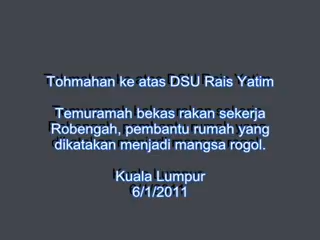 Tohmahan ke atas DSU Rais Yatim
Temuramah bekas rakan sekerja
Robengah, pembantu rumah yang
dikatakan menjadi mangsa rogol.
Kuala Lumpur
6/1/2011